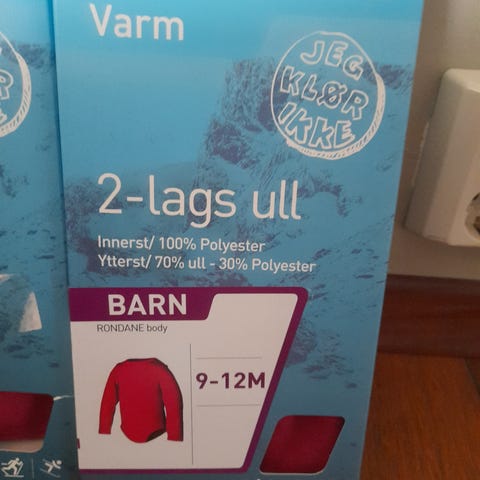 Varm
JEG
KLØR
IKKE
2-lags ull
Innerst/ 100% Polyester
Ytterst/ 70% ull - 30% Polyester
BARN
RONDANE body
9-12M